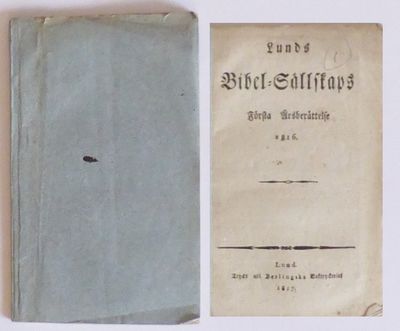 Lunds
Bibel-Sällskaps
Första Årsberättelse
1816.
Lund.
Tryckt uti Berlingska Boktryckeriet
1817.